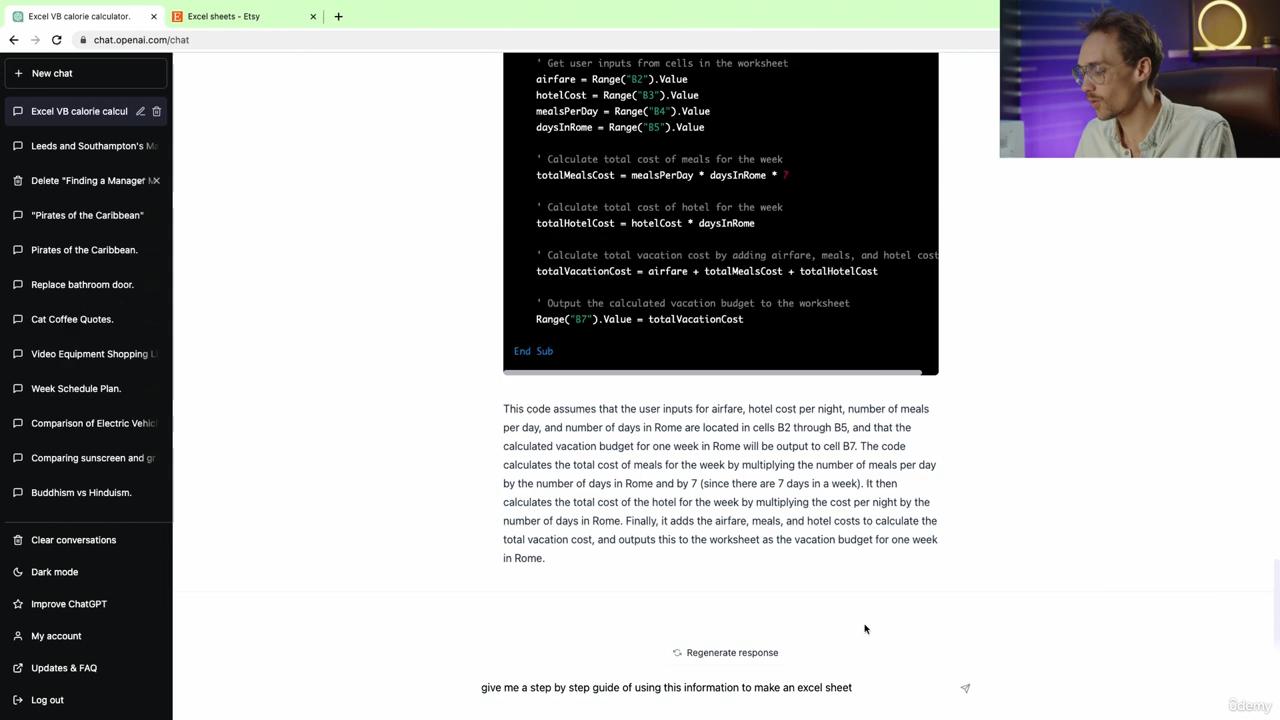 Excel VB calorie calculator.
Excel sheets - Etsy
chat.openai.com/chat
New chat
Excel VB calorie calcul
Leeds and Southampton's Ma
Delete "Finding a Manager M
"Pirates of the Caribbean"
Pirates of the Caribbean.
Replace bathroom door.
Cat Coffee Quotes.
Video Equipment Shopping Li
Week Schedule Plan.
Comparison of Electric Vehicl
Comparing sunscreen and gr
Buddhism vs Hinduism.
Clear conversations
Dark mode
Improve ChatGPT
My account
Updates & FAQ
Log out
' Get user inputs from cells in the worksheet
airfare = Range("B2").Value
hotelCost = Range("B3").Value
mealsPerDay = Range("B4").Value
daysInRome = Range("B5").Value
' Calculate total cost of meals for the week
totalMealsCost = mealsPerDay * daysInRome * 7
' Calculate total cost of hotel for the week
totalHotelCost = hotelCost * daysInRome
' Calculate total vacation cost by adding airfare, meals, and hotel cost
totalVacationCost = airfare + totalMealsCost + totalHotelCost
' Output the calculated vacation budget to the worksheet
Range("B7").Value = totalVacationCost
End Sub
This code assumes that the user inputs for airfare, hotel cost per night, number of meals
per day, and number of days in Rome are located in cells B2 through B5, and that the
calculated vacation budget for one week in Rome will be output to cell B7. The code
calculates the total cost of meals for the week by multiplying the number of meals per day
by the number of days in Rome and by 7 (since there are 7 days in a week). It then
calculates the total cost of the hotel for the week by multiplying the cost per night by the
number of days in Rome. Finally, it adds the airfare, meals, and hotel costs to calculate the
total vacation cost, and outputs this to the worksheet as the vacation budget for one week
in Rome.
Regenerate response
give me a step by step guide of using this information to make an excel sheet
ûdemy